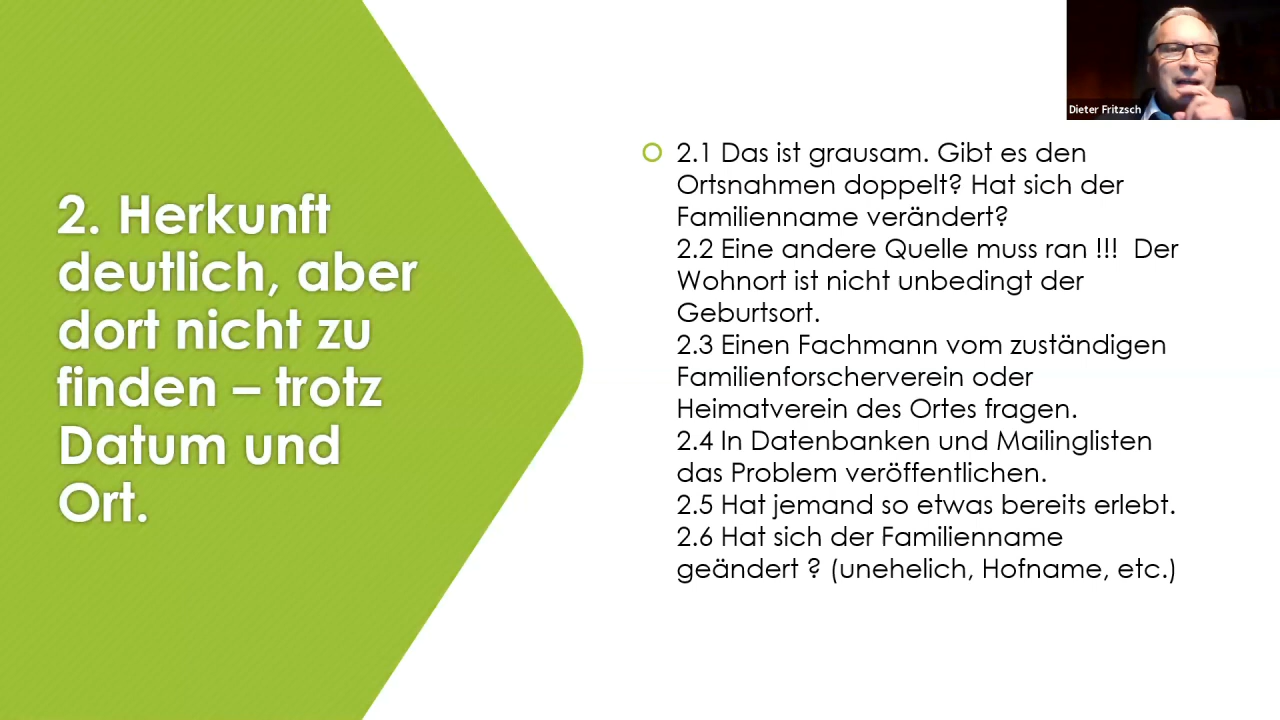 Dieter Fritzsch
2. Herkunft
deutlich, aber
dort nicht zu
finden – trotz
Datum und
Ort.
2.1 Das ist grausam. Gibt es den
Ortsnahmen doppelt? Hat sich der
Familienname verändert?
2.2 Eine andere Quelle muss ran !!!  Der
Wohnort ist nicht unbedingt der
Geburtsort.
2.3 Einen Fachmann vom zuständigen
Familienforscherverein oder
Heimatverein des Ortes fragen.
2.4 In Datenbanken und Mailinglisten
das Problem veröffentlichen.
2.5 Hat jemand so etwas bereits erlebt.
2.6 Hat sich der Familienname
geändert ? (unehelich, Hofname, etc.)